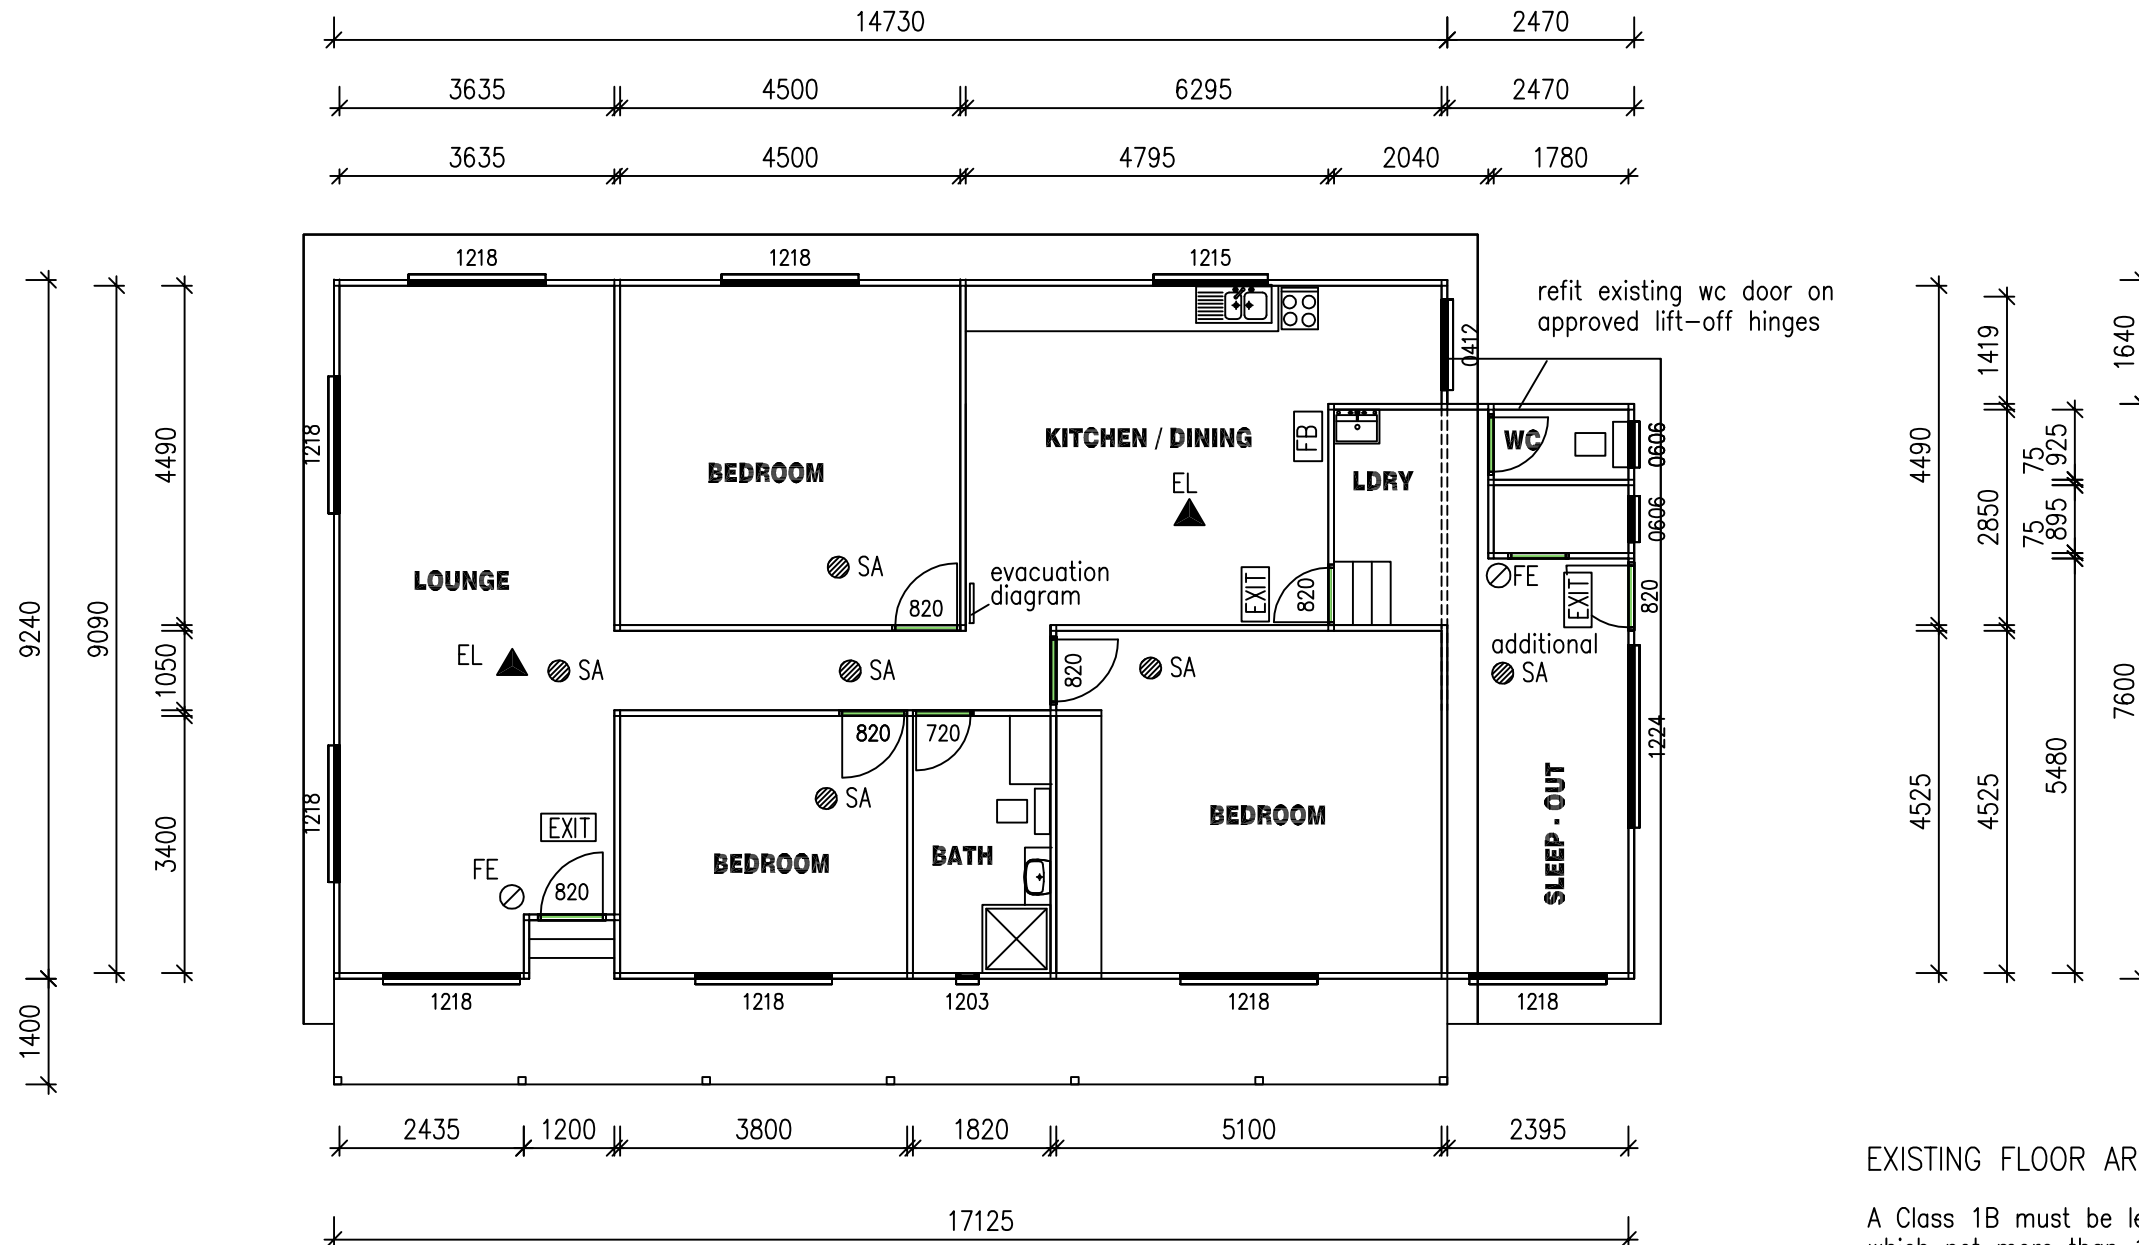 14730
2470
3635
4500
6295
2470
3635
4500
4795
2040
1780
1218
1218
1215
refit existing wc door on
approved lift-off hinges
0412
1419
1640
1218
4490
KITCHEN / DINING
FB
WC
0606
4490
75
925
BEDROOM
EL
LDRY
2850
0606
75
895
LOUNGE
SA
evacuation
diagram
820
EXIT
820
FE
EXIT
820
9240
9090
1050
EL
SA
SA
820
SA
additional
SA
7600
820
720
1224
5480
1218
3400
EXIT
SA
BEDROOM
SLEEP - OUT
4525
4525
FE
820
BEDROOM
BATH
1400
1218
1218
1203
1218
1218
2435
1200
3800
1820
5100
2395
17125
EXISTING FLOOR AR
A Class 1B must be le